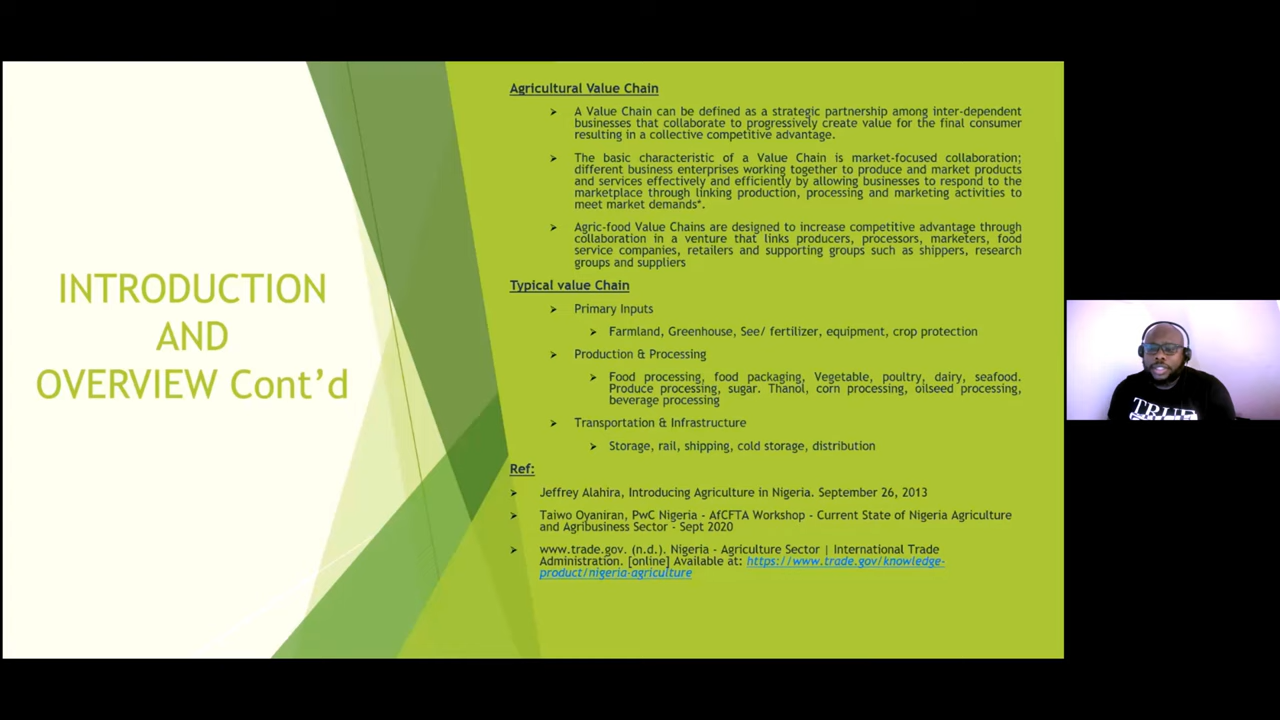 INTRODUCTION
AND
OVERVIEW Cont'd
Agricultural Value Chain
A Value Chain can be defined as a strategic partnership among inter-dependent
businesses that collaborate to progressively create value for the final consumer
resulting in a collective competitive advantage.
The basic characteristic of a Value Chain is market-focused collaboration;
different business enterprises working together to produce and market products
and services effectively and efficiently by allowing businesses to respond to the
marketplace through linking production, processing and marketing activities to
meet market demands*.
Agric-food Value Chains are designed to increase competitive advantage through
collaboration in a venture that links producers, processors, marketers, food
service companies, retailers and supporting groups such as shippers, research
groups and suppliers
Typical value Chain
Primary Inputs
Farmland, Greenhouse, See/ fertilizer, equipment, crop protection
Production & Processing
Food processing, food packaging, Vegetable, poultry, dairy, seafood.
Produce processing, sugar. Thanol, corn processing, oilseed processing,
beverage processing
Transportation & Infrastructure
Storage, rail, shipping, cold storage, distribution
Ref:
Jeffrey Alahira, Introducing Agriculture in Nigeria. September 26, 2013
Taiwo Oyaniran, PwC Nigeria - AfCFTA Workshop - Current State of Nigeria Agriculture
and Agribusiness Sector - Sept 2020
www.trade.gov. (n.d.). Nigeria - Agriculture Sector | International Trade
Administration. [online] Available at: https://www.trade.gov/knowledge-
product/nigeria-agriculture
TRUE